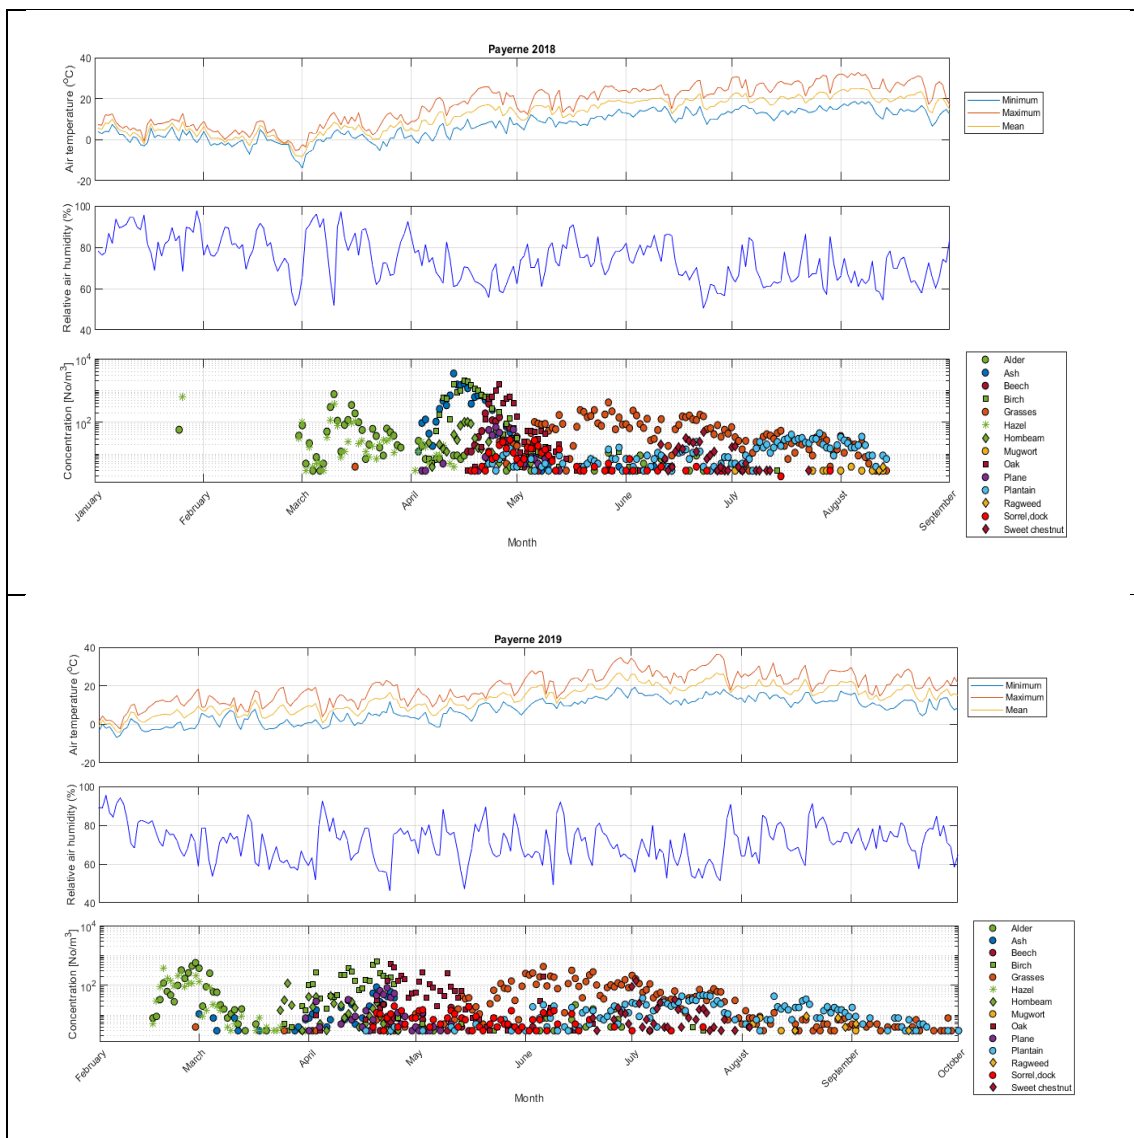 Payerne 2018
Air temperature (°C)
40
20
0
-20
Minimum
Maximum
Mean
Relative air humidity (%)
100
80
60
40
Concentration [No/m³]
10⁴
10²
January
February
March
April
May
June
July
August
September
Month
Alder
Ash
Beech
Birch
Grasses
Hazel
Hornbeam
Mugwort
Oak
Plane
Plantain
Ragweed
Sorrel,dock
Sweet chestnut
Payerne 2019
Air temperature (°C)
40
20
0
-20
Minimum
Maximum
Mean
Relative air humidity (%)
100
80
60
40
Concentration [No/m³]
10⁴
10²
February
March
April
May
June
July
August
September
October
Month
Alder
Ash
Beech
Birch
Grasses
Hazel
Hornbeam
Mugwort
Oak
Plane
Plantain
Ragweed
Sorrel,dock
Sweet chestnut